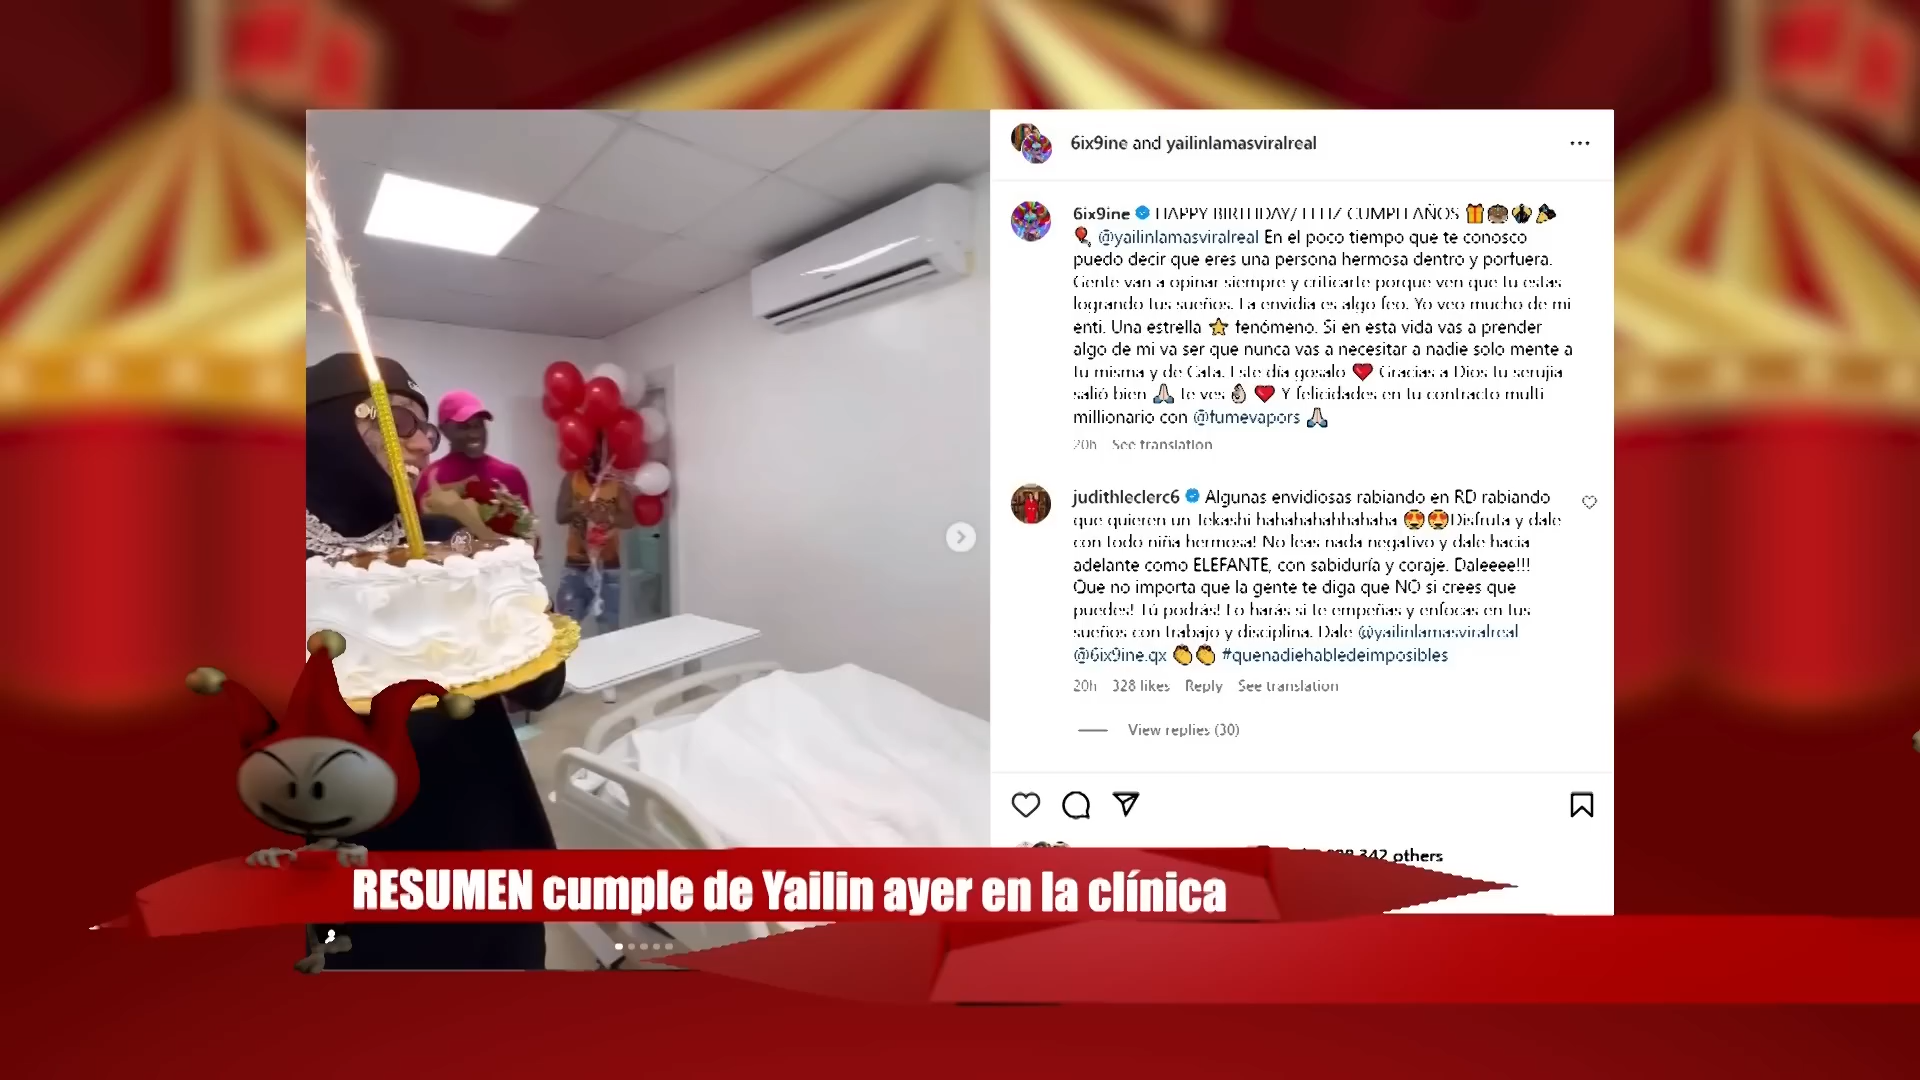 6ix9ine and yailinlamasviralreal
6ix9ine HAPPY BIRTHDAY/ FELIZ CUMPLEAÑOS
@yailinlamasviralreal En el poco tiempo que te conosco
puedo decir que eres una persona hermosa dentro y porfuera.
Gente van a opinar siempre y criticarte porque ven que tu estas
logrando tus sueños. La envidia es algo feo. Yo veo mucho de mi
enti. Una estrella ⭐ fenómeno. Si en esta vida vas a prender
algo de mi va ser que nunca vas a necesitar a nadie solo mente a
tu misma y de Cata. Este día gosalo ❤️ Gracias a Dios tu serujia
salió bien 🙏🏻 te ves 👌🏻 ❤️ Y felicidades en tu contracto multi
millionario con @fumevapors 🙏🏻
20h See translation
judithleclerc6 Algunas envidiosas rabiando en RD rabiando
que quieren un Tekashi hahahahahhahaha 😍😍Disfruta y dale
con todo niña hermosa! No leas nada negativo y dale hacia
adelante como ELEFANTE, con sabiduría y coraje. Daleeee!!!
Que no importa que la gente te diga que NO si crees que
puedes! Tú podrás! Lo harás si te empeñas y enfocas en tus
sueños con trabajo y disciplina. Dale @yailinlamasviralreal
@6ix9ine.qx 👏👏 #quenadiehabledeimposibles
20h 328 likes Reply See translation
View replies (30)
342 others
RESUMEN cumple de Yailin ayer en la clínica